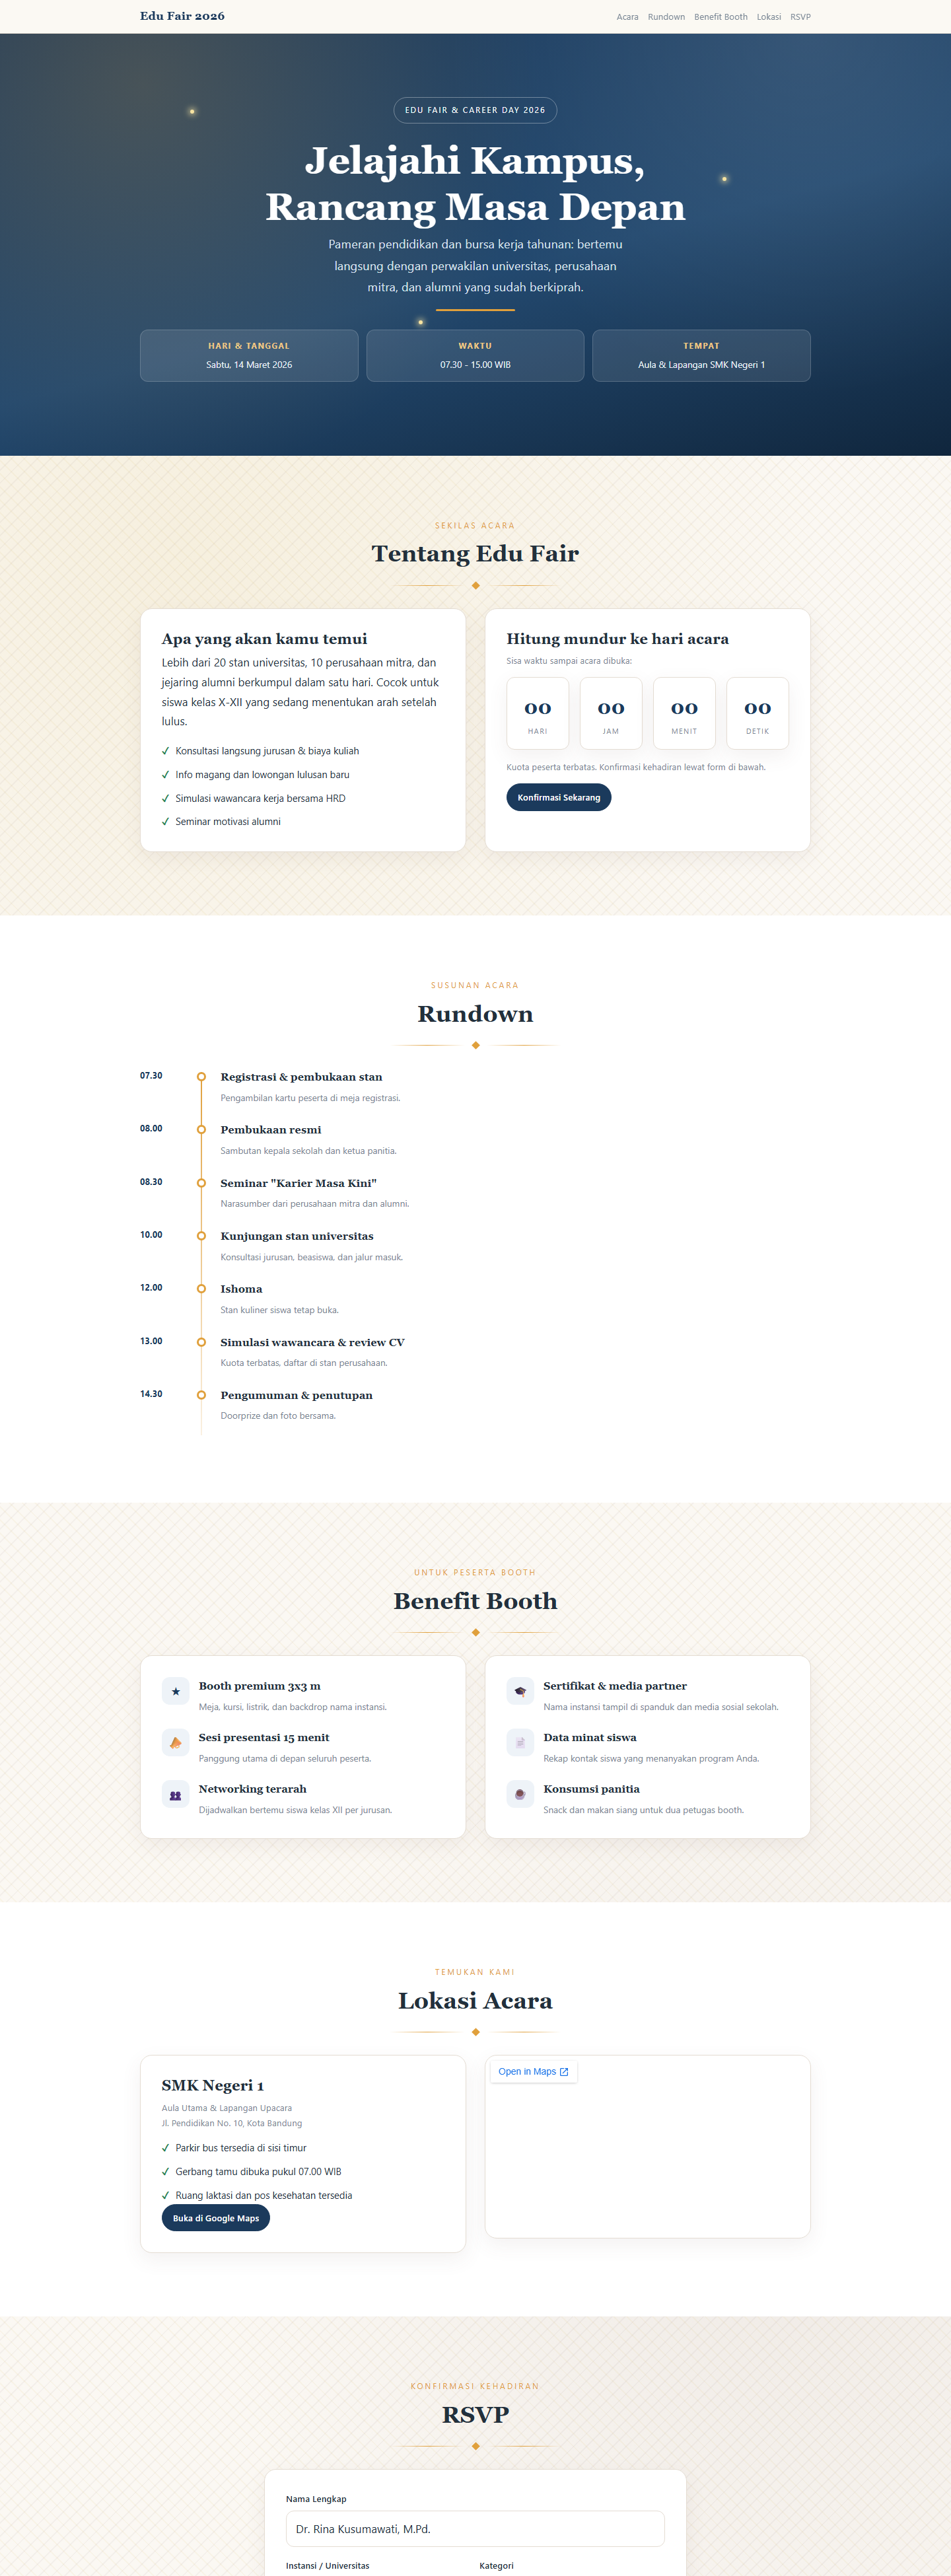 Edu Fair 2026
Acara Rundown Benefit Booth Lokasi RSVP
EDU FAIR & CAREER DAY 2026
Jelajahi Kampus,
Rancang Masa Depan
Pameran pendidikan dan bursa kerja tahunan: bertemu
langsung dengan perwakilan universitas, perusahaan
mitra, dan alumni yang sudah berkiprah.
HARI & TANGGAL
Sabtu, 14 Maret 2026
WAKTU
07.30 - 15.00 WIB
TEMPAT
Aula & Lapangan SMK Negeri 1
SEKILAS ACARA
Tentang Edu Fair
Apa yang akan kamu temui
Lebih dari 20 stan universitas, 10 perusahaan mitra, dan
jejaring alumni berkumpul dalam satu hari. Cocok untuk
siswa kelas X-XII yang sedang menentukan arah setelah
lulus.
✓ Konsultasi langsung jurusan & biaya kuliah
✓ Info magang dan lowongan lulusan baru
✓ Simulasi wawancara kerja bersama HRD
✓ Seminar motivasi alumni
Hitung mundur ke hari acara
Sisa waktu sampai acara dibuka:
00 00 00 00
HARI JAM MENIT DETIK
Kuota peserta terbatas. Konfirmasi kehadiran lewat form di bawah.
Konfirmasi Sekarang
SUSUNAN ACARA
Rundown
07.30 Registrasi & pembukaan stan
Pengambilan kartu peserta di meja registrasi.
08.00 Pembukaan resmi
Sambutan kepala sekolah dan ketua panitia.
08.30 Seminar "Karier Masa Kini"
Narasumber dari perusahaan mitra dan alumni.
10.00 Kunjungan stan universitas
Konsultasi jurusan, beasiswa, dan jalur masuk.
12.00 Ishoma
Stan kuliner siswa tetap buka.
13.00 Simulasi wawancara & review CV
Kuota terbatas, daftar di stan perusahaan.
14.30 Pengumuman & penutupan
Doorprize dan foto bersama.
UNTUK PESERTA BOOTH
Benefit Booth
Booth premium 3x3 m
Meja, kursi, listrik, dan backdrop nama instansi.
Sesi presentasi 15 menit
Panggung utama di depan seluruh peserta.
Networking terarah
Dijadwalkan bertemu siswa kelas XII per jurusan.
Sertifikat & media partner
Nama instansi tampil di spanduk dan media sosial sekolah.
Data minat siswa
Rekap kontak siswa yang menanyakan program Anda.
Konsumsi panitia
Snack dan makan siang untuk dua petugas booth.
TEMUKAN KAMI
Lokasi Acara
SMK Negeri 1
Aula Utama & Lapangan Upacara
Jl. Pendidikan No. 10, Kota Bandung
✓ Parkir bus tersedia di sisi timur
✓ Gerbang tamu dibuka pukul 07.00 WIB
✓ Ruang laktasi dan pos kesehatan tersedia
Buka di Google Maps
Open in Maps
KONFIRMASI KEHADIRAN
RSVP
Nama Lengkap
Dr. Rina Kusumawati, M.Pd.
Instansi / Universitas Kategori